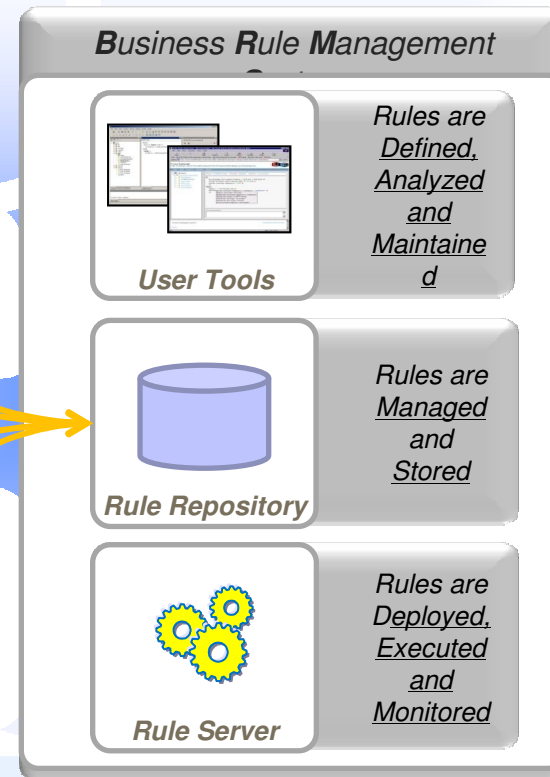 Business Rule Management
Rules are
Defined,
Analyzed
and
Maintaine
d
User Tools
Rules are
Managed
and
Stored
Rule Repository
Rules are
Deployed,
Executed
and
Monitored
Rule Server